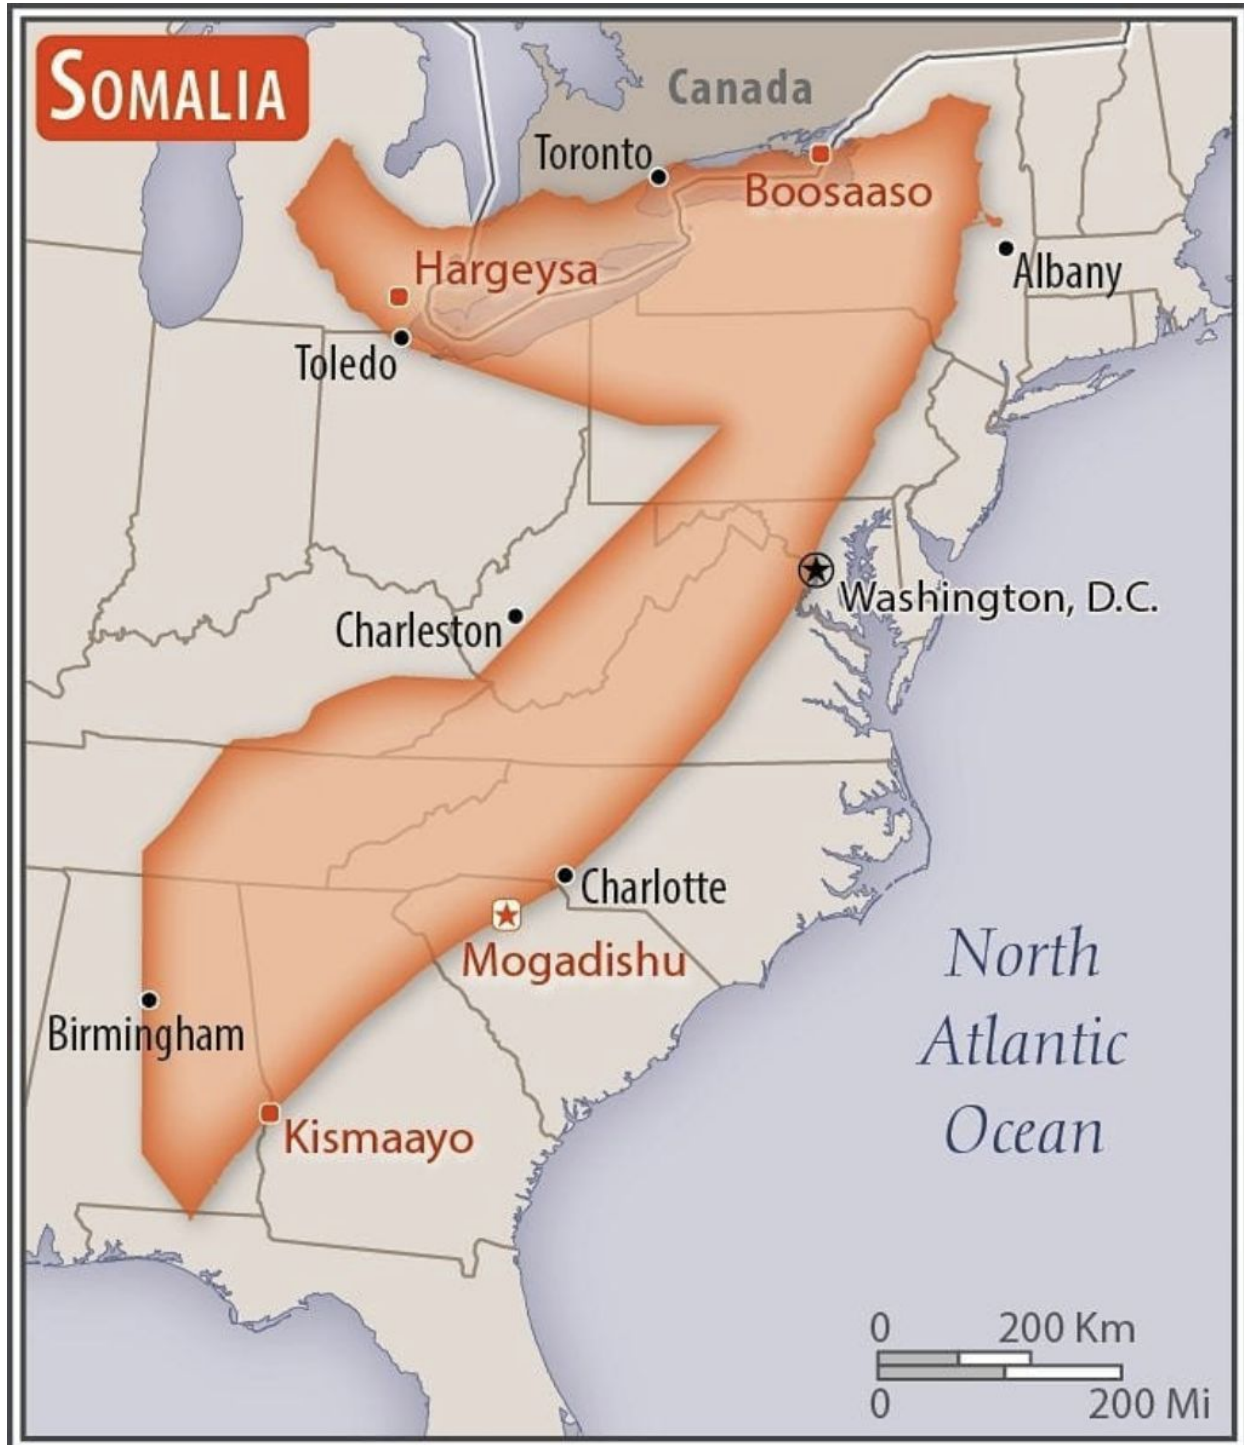 SOMALIA
Canada
Toronto
Boosaaso
Albany
Hargeysa
Toledo
Washington, D.C.
Charleston
Charlotte
Mogadishu
North
Atlantic
Ocean
Birmingham
Kismaayo
0 200 Km
0 200 Mi